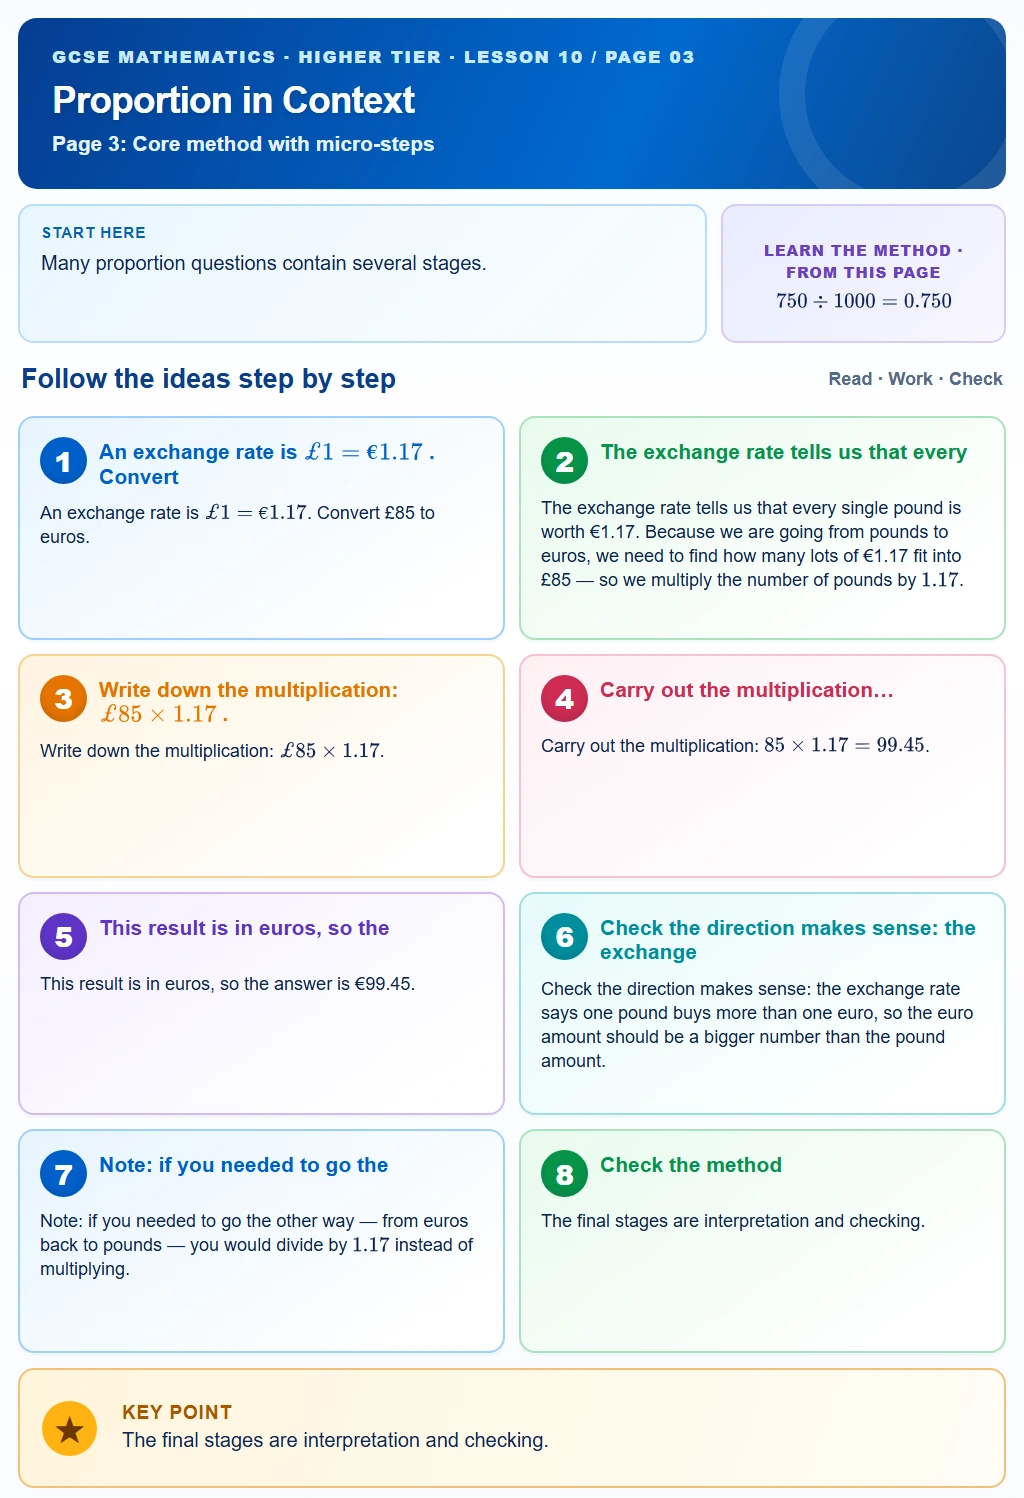 GCSE MATHEMATICS · HIGHER TIER · LESSON 10 / PAGE 03
Proportion in Context
Page 3: Core method with micro-steps
START HERE
Many proportion questions contain several stages.
LEARN THE METHOD ·
FROM THIS PAGE
750 ÷ 1000 = 0.750
Follow the ideas step by step
Read · Work · Check
1
An exchange rate is £1 = €1.17 .
Convert
An exchange rate is £1 = €1.17. Convert £85 to
euros.
2
The exchange rate tells us that every
The exchange rate tells us that every single pound is
worth €1.17. Because we are going from pounds to
euros, we need to find how many lots of €1.17 fit into
£85 — so we multiply the number of pounds by 1.17.
3
Write down the multiplication:
£85 × 1.17 .
Write down the multiplication: £85 × 1.17.
4
Carry out the multiplication…
Carry out the multiplication: 85 × 1.17 = 99.45.
5
This result is in euros, so the
This result is in euros, so the answer is €99.45.
6
Check the direction makes sense: the
exchange
Check the direction makes sense: the exchange rate
says one pound buys more than one euro, so the euro
amount should be a bigger number than the pound
amount.
7
Note: if you needed to go the
Note: if you needed to go the other way — from euros
back to pounds — you would divide by 1.17 instead of
multiplying.
8
Check the method
The final stages are interpretation and checking.
KEY POINT
The final stages are interpretation and checking.